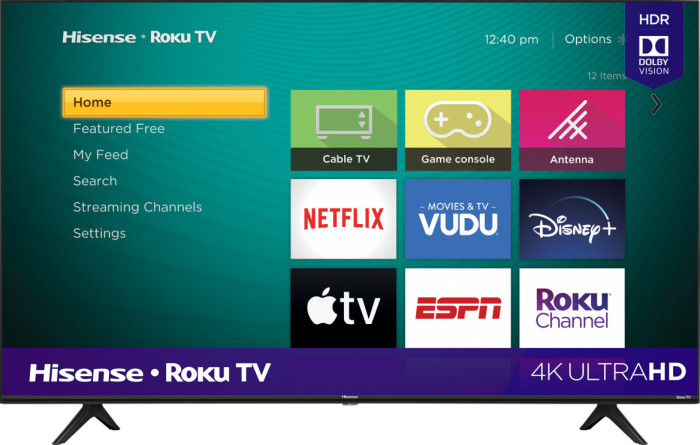 Hisense • Roku TV
12:40 pm
Options
HDR
DOLBY
VISION
12 Items
Home
Featured Free
My Feed
Search
Streaming Channels
Settings
Cable TV
Game console
Antenna
NETFLIX
– MOVIES & TV –
VUDU
Disney+
tv
ESPN
Roku
Channel
Hisense • Roku TV
4K ULTRAHD
Hisense
Roku TV